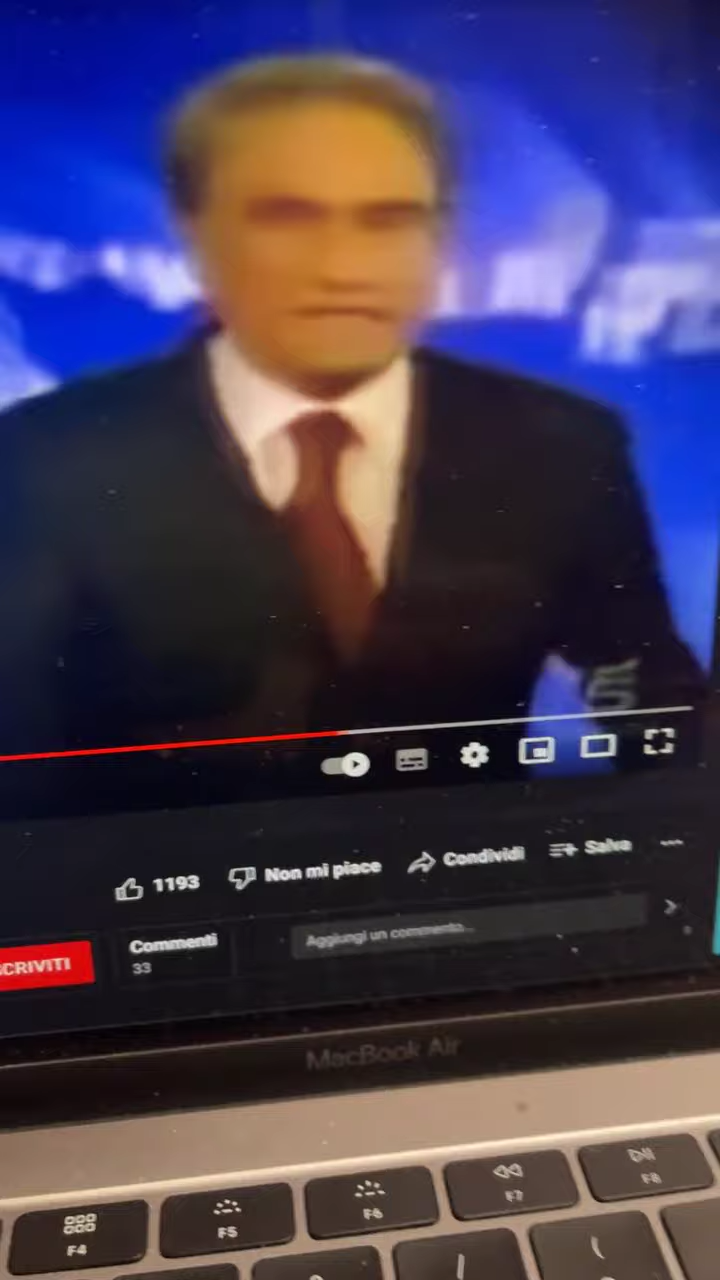 1193
Non mi piace
Condividi
Salva
CRIVITI
Commenti
33
Aggiungi un commento...
MacBook Air
F4
F5
F6
F7
F8